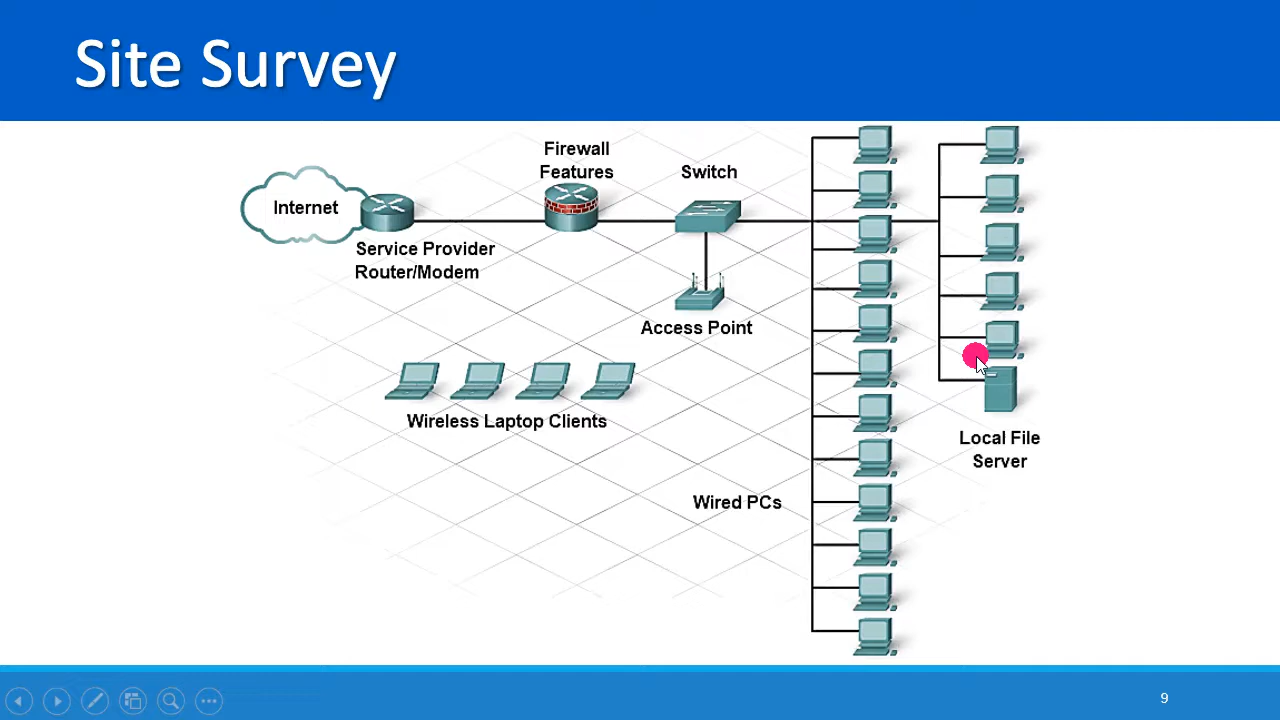 Site Survey
Firewall
Features
Switch
Internet
Service Provider
Router/Modem
Access Point
Wireless Laptop Clients
Local File
Server
Wired PCs
9